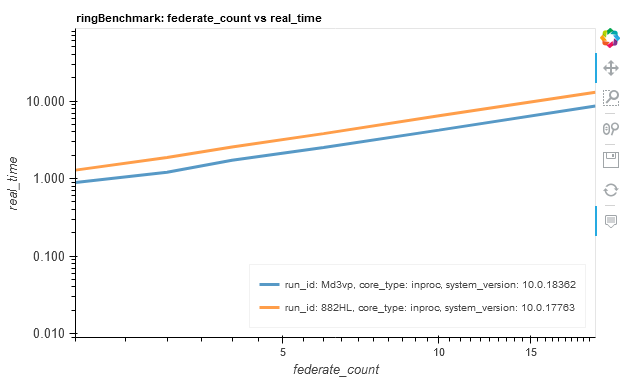 ringBenchmark: federate_count vs real_time
10.000
1.000
0.100
0.010
real_time
run_id: Md3vp, core_type: inproc, system_version: 10.0.18362
run_id: 882HL, core_type: inproc, system_version: 10.0.17763
5
10
15
federate_count